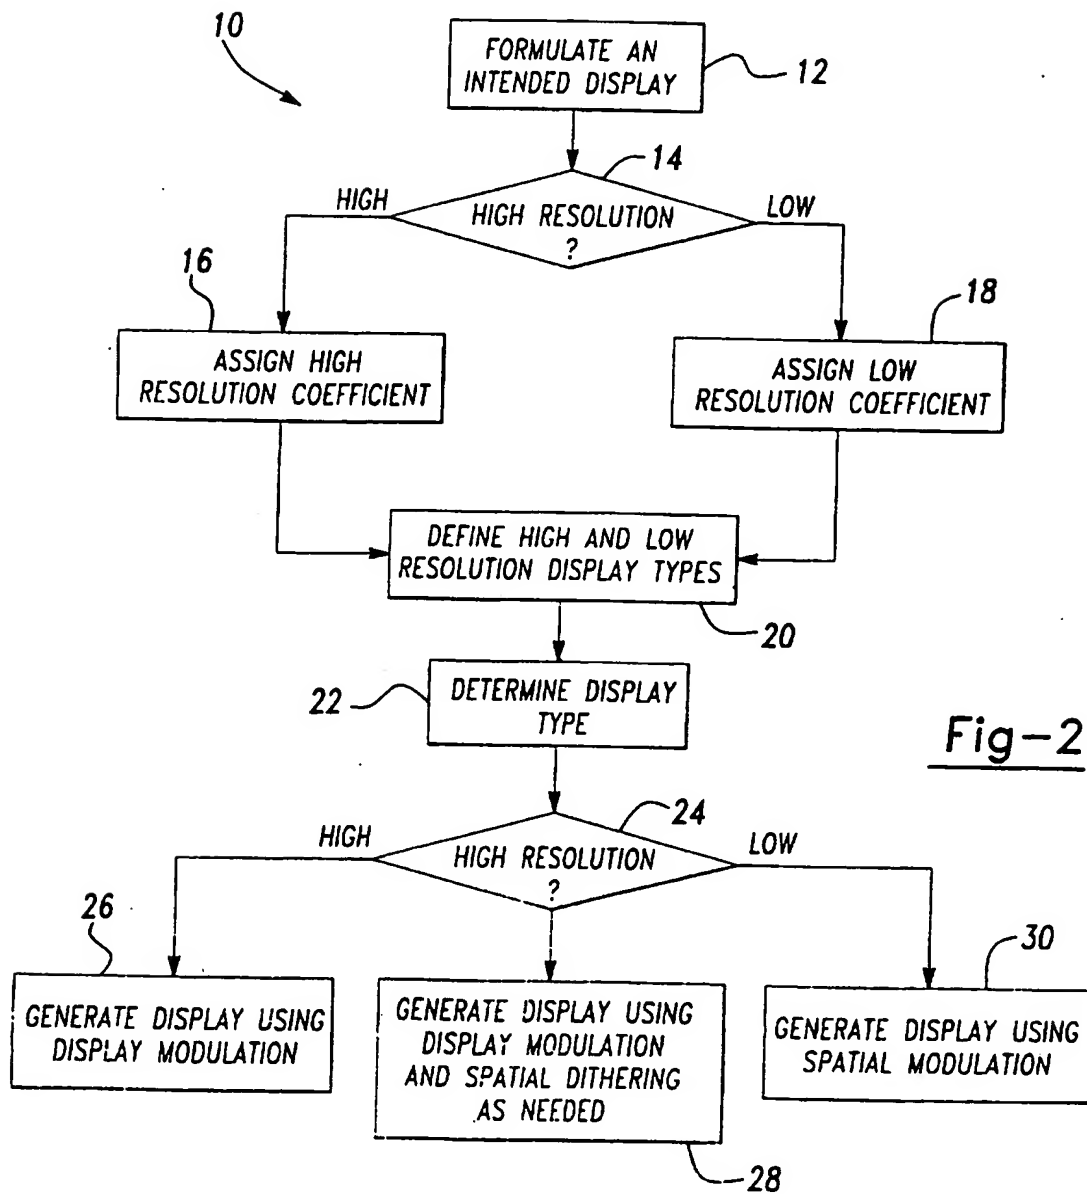 10
FORMULATE AN
INTENDED DISPLAY
12
14
HIGH
HIGH RESOLUTION
?
LOW
16
18
ASSIGN HIGH
RESOLUTION COEFFICIENT
ASSIGN LOW
RESOLUTION COEFFICIENT
DEFINE HIGH AND LOW
RESOLUTION DISPLAY TYPES
20
22
DETERMINE DISPLAY
TYPE
Fig-2
24
HIGH
HIGH RESOLUTION
?
LOW
26
30
GENERATE DISPLAY USING
DISPLAY MODULATION
GENERATE DISPLAY USING
DISPLAY MODULATION
AND SPATIAL DITHERING
AS NEEDED
GENERATE DISPLAY USING
SPATIAL MODULATION
28